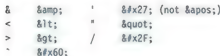 & &amp; ' &#x27; (not &apos;)
< &lt; " &quot;
> &gt; / &#x2F;
` &#x60;